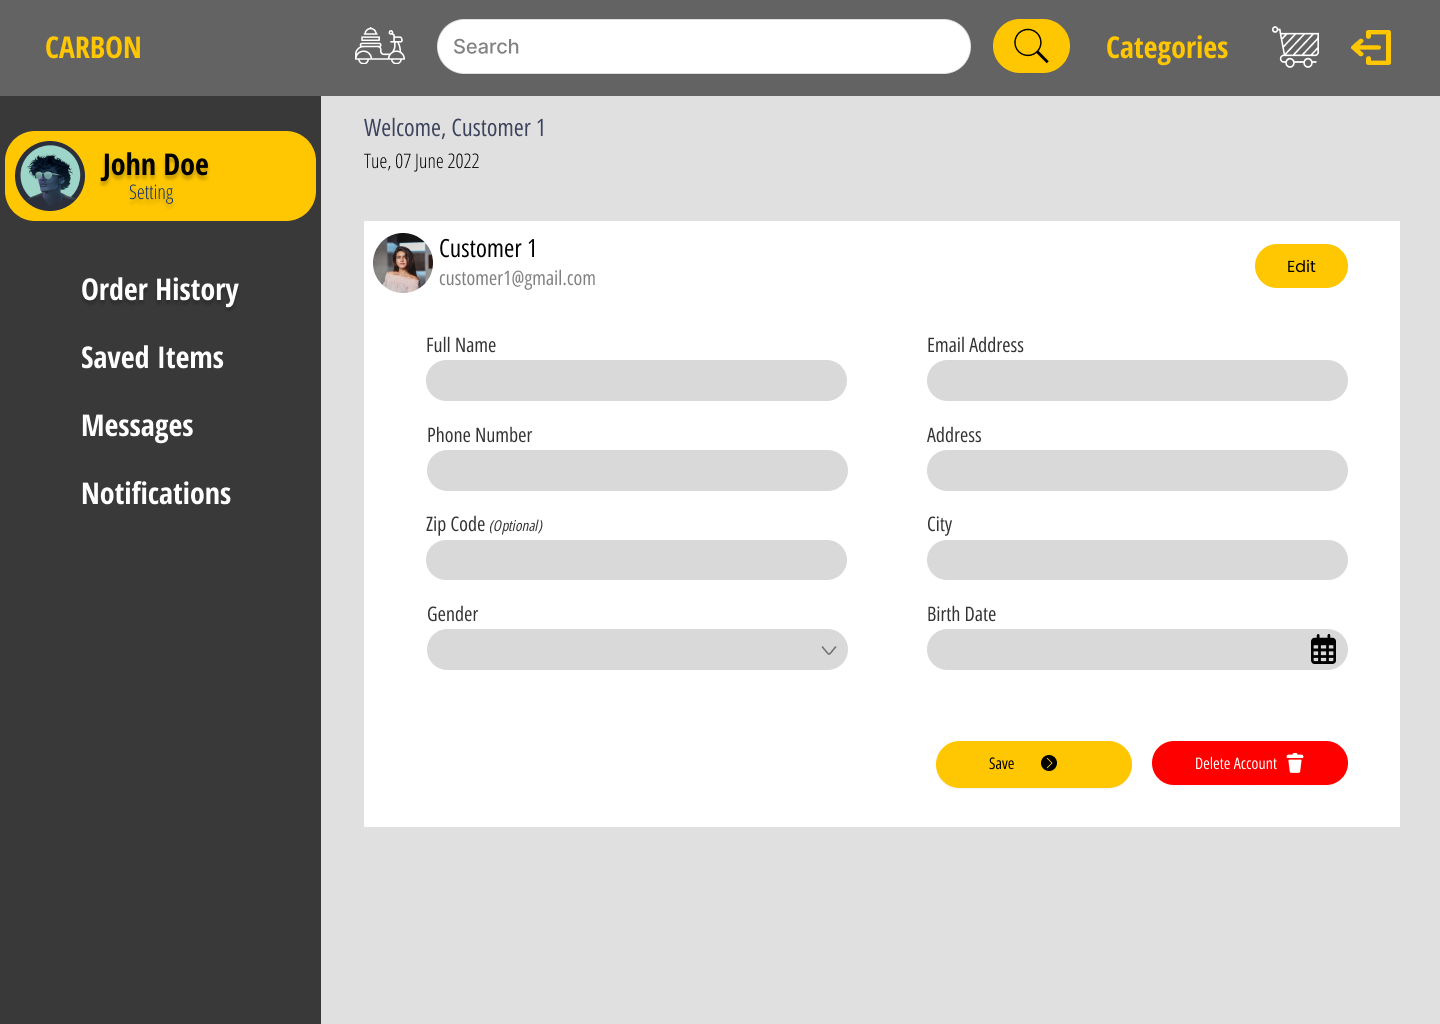 CARBON
Search
Categories
John Doe
Setting
Order History
Saved Items
Messages
Notifications
Welcome, Customer 1
Tue, 07 June 2022
Customer 1
customer1@gmail.com
Edit
Full Name
Email Address
Phone Number
Address
Zip Code (Optional)
City
Gender
Birth Date
Save
Delete Account